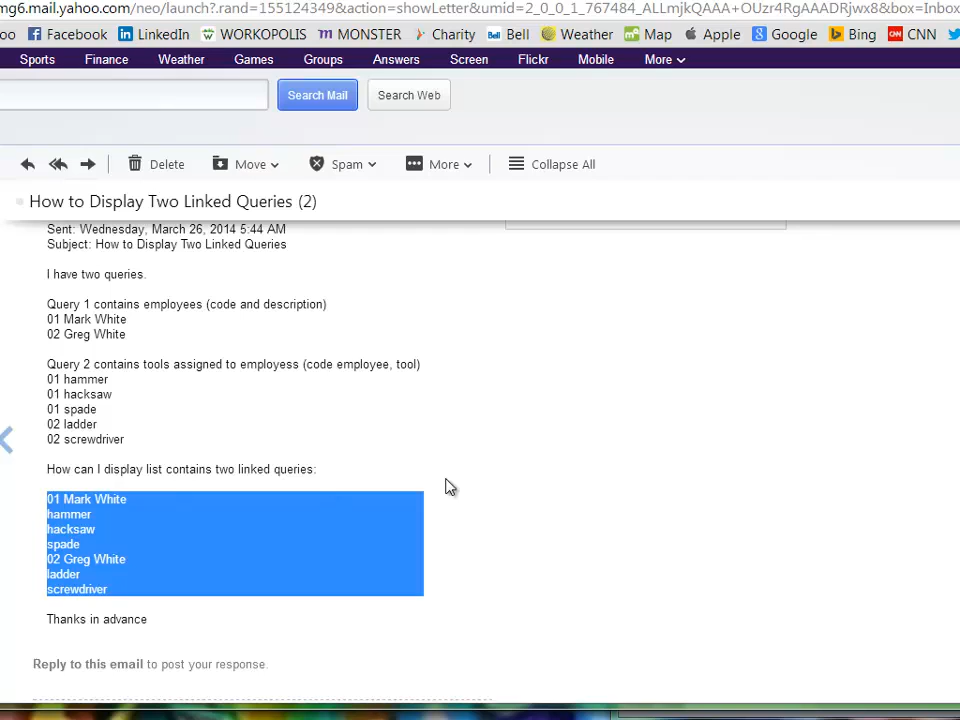 mg6.mail.yahoo.com/neo/launch?.rand=155124349&action=showLetter&umid=2_0_0_1_767484_ALLmjkQAAA+OUzr4RgAAADRjwx8&box=Inbox
oo Facebook LinkedIn WORKOPOLIS MONSTER Charity Bell Bell Weather Map Apple Google Bing CNN
Sports Finance Weather Games Groups Answers Screen Flickr Mobile More
Search Mail Search Web
Delete Move Spam More Collapse All
How to Display Two Linked Queries (2)
Sent: Wednesday, March 26, 2014 5:44 AM
Subject: How to Display Two Linked Queries
I have two queries.
Query 1 contains employees (code and description)
01 Mark White
02 Greg White
Query 2 contains tools assigned to employess (code employee, tool)
01 hammer
01 hacksaw
01 spade
02 ladder
02 screwdriver
How can I display list contains two linked queries:
01 Mark White
hammer
hacksaw
spade
02 Greg White
ladder
screwdriver
Thanks in advance
Reply to this email to post your response.